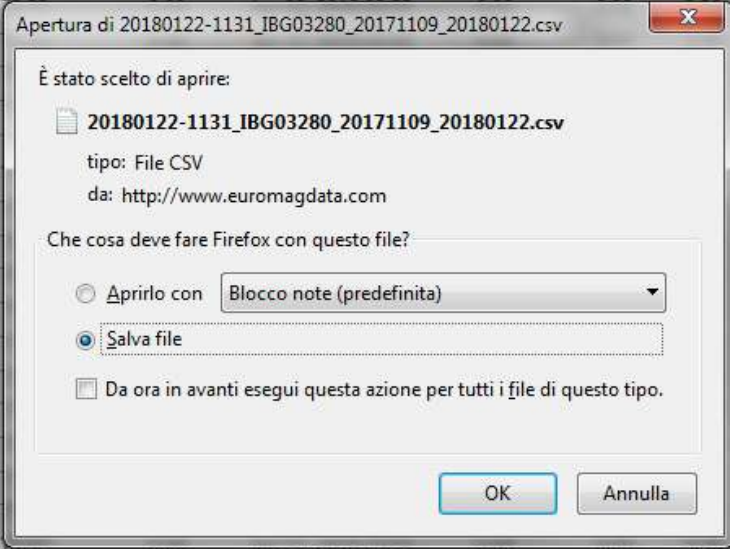 Apertura di 20180122-1131_IBG03280_20171109_20180122.csv
È stato scelto di aprire:
20180122-1131_IBG03280_20171109_20180122.csv
tipo: File CSV
da: http://www.euromagdata.com
Che cosa deve fare Firefox con questo file?
Aprirlo con Blocco note (predefinita)
Salva file
Da ora in avanti esegui questa azione per tutti i file di questo tipo.
OK Annulla